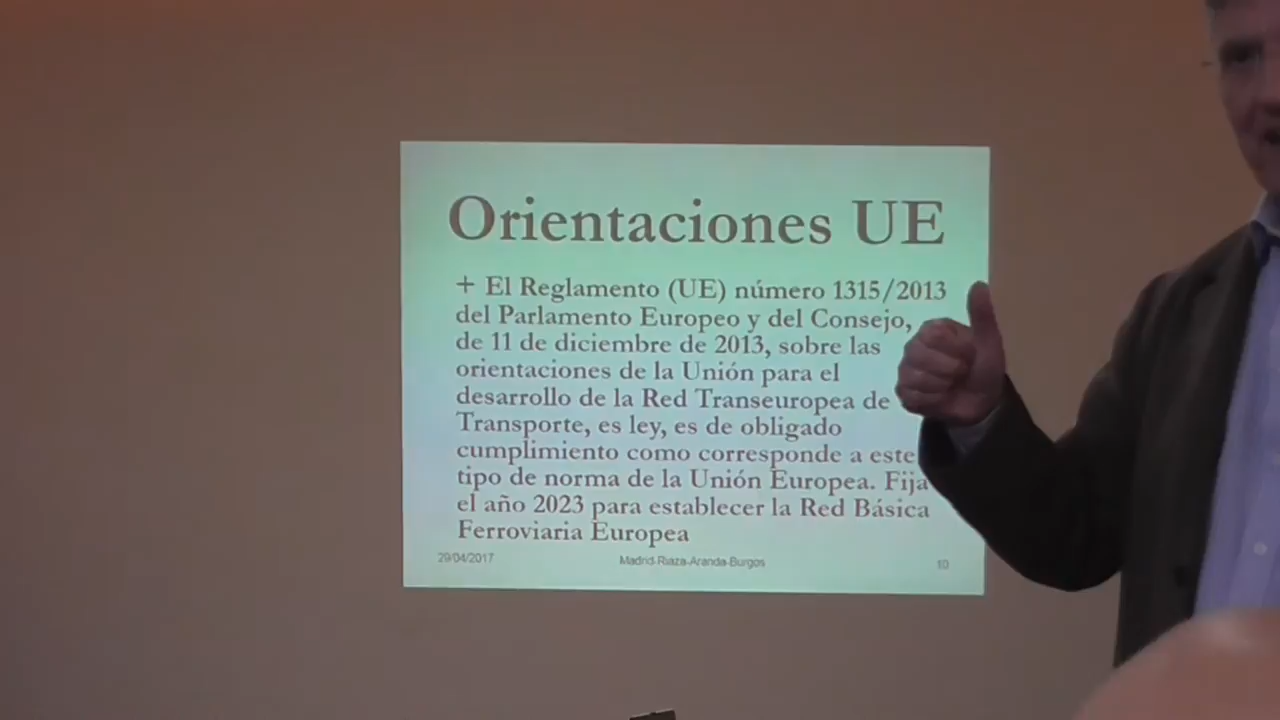 Orientaciones UE
+ El Reglamento (UE) número 1315/2013
del Parlamento Europeo y del Consejo,
de 11 de diciembre de 2013, sobre las
orientaciones de la Unión para el
desarrollo de la Red Transeuropea de
Transporte, es ley, es de obligado
cumplimiento como corresponde a este
tipo de norma de la Unión Europea. Fija
el año 2023 para establecer la Red Básica
Ferroviaria Europea
29/04/2017 Madrid-Riaza-Aranda-Burgos 10